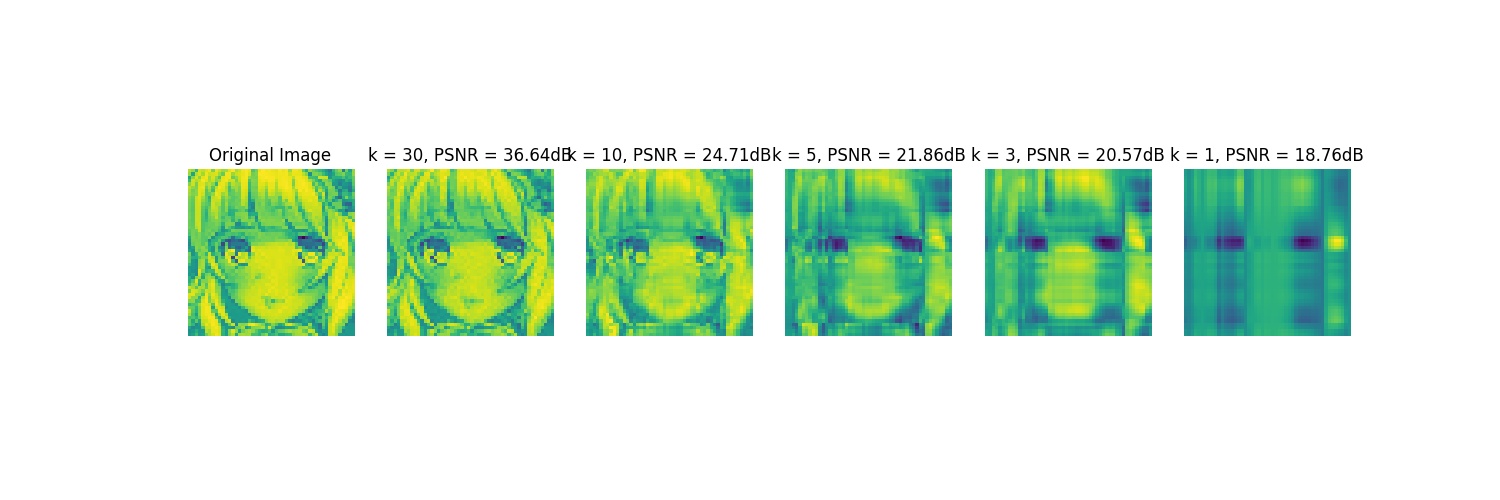 Original Image
k = 30, PSNR = 36.64dB
k = 10, PSNR = 24.71dB
k = 5, PSNR = 21.86dB
k = 3, PSNR = 20.57dB
k = 1, PSNR = 18.76dB